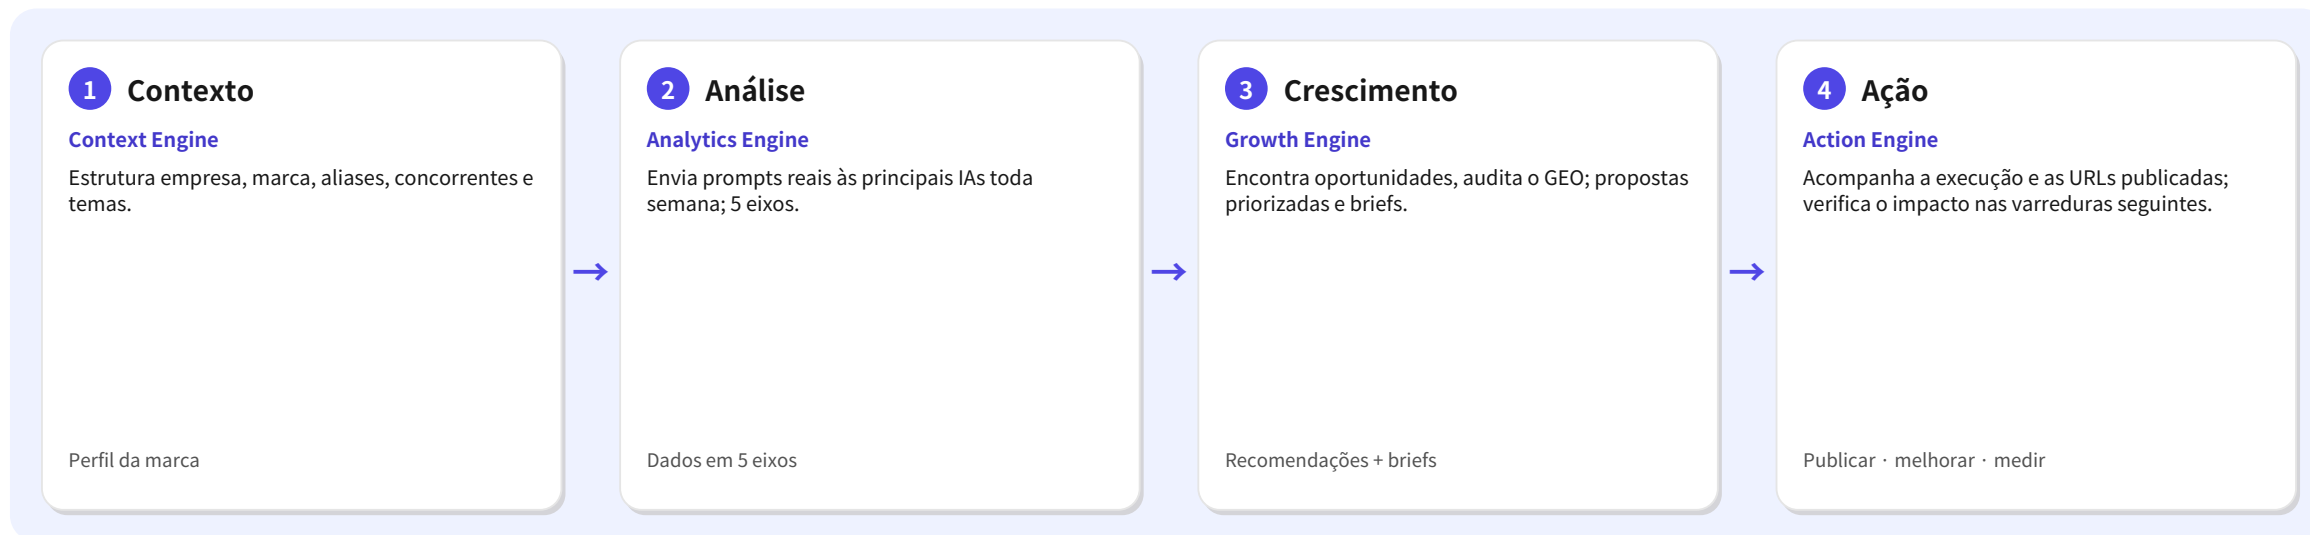 1 Contexto
Context Engine
Estrutura empresa, marca, aliases, concorrentes e
temas.
Perfil da marca
→
2 Análise
Analytics Engine
Envia prompts reais às principais IAs toda
semana; 5 eixos.
Dados em 5 eixos
→
3 Crescimento
Growth Engine
Encontra oportunidades, audita o GEO; propostas
priorizadas e briefs.
Recomendações + briefs
→
4 Ação
Action Engine
Acompanha a execução e as URLs publicadas;
verifica o impacto nas varreduras seguintes.
Publicar · melhorar · medir